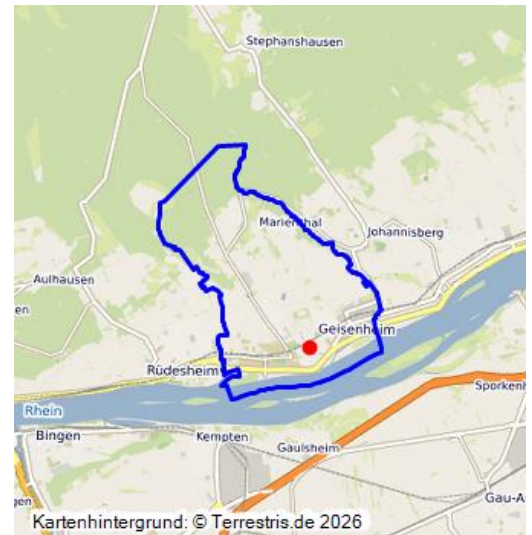 Stephanshausen
Marienthal
Johannisberg
Aulhausen
en
Geisenheim
Rüdesheim
Rhein
Sporkenh
Bingen
Kempten
Gaulsheim
gen
Gau-A
Kartenhintergrund: © Terrestris.de 2026